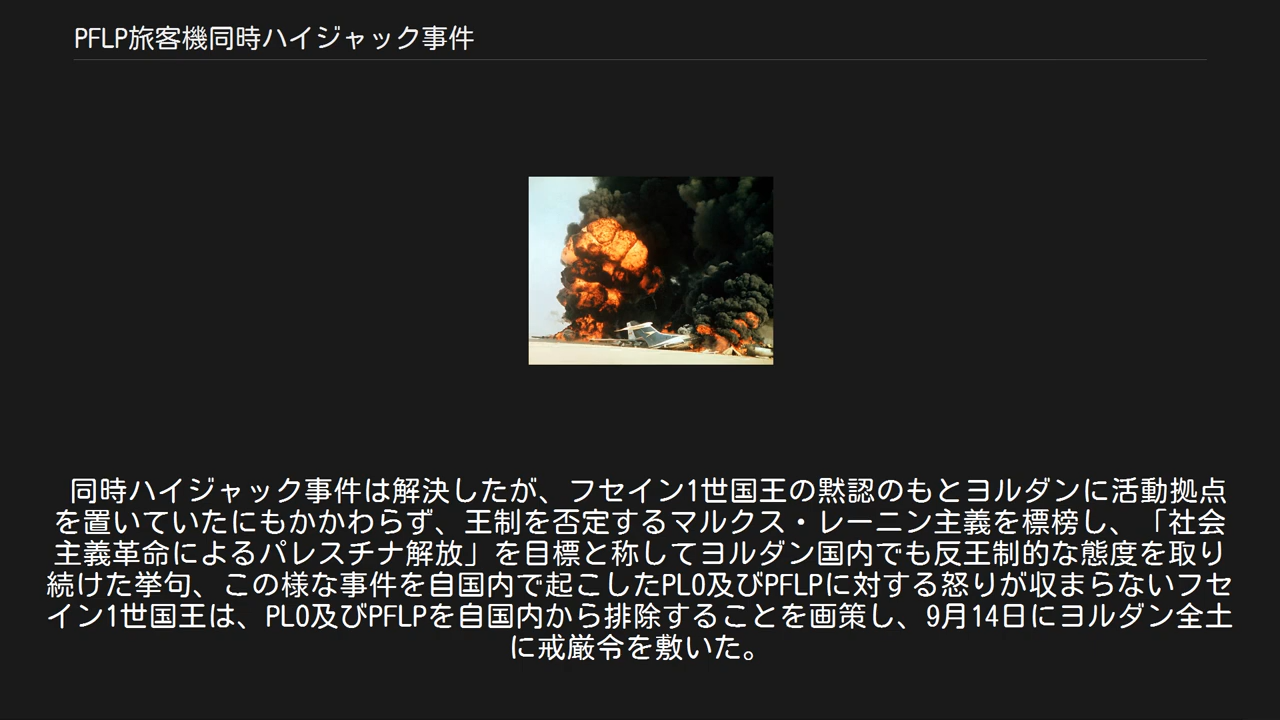 PFLP旅客機同時ハイジャック事件
同時ハイジャック事件は解決したが、フセイン1世国王の黙認のもとヨルダンに活動拠点
を置いていたにもかかわらず、王制を否定するマルクス・レーニン主義を標榜し、「社会
主義革命によるパレスチナ解放」を目標と称してヨルダン国内でも反王制的な態度を取り
続けた挙句、この様な事件を自国内で起こしたPLO及びPFLPに対する怒りが収まらないフセ
イン1世国王は、PLO及びPFLPを自国内から排除することを画策し、9月14日にヨルダン全土
に戒厳令を敷いた。